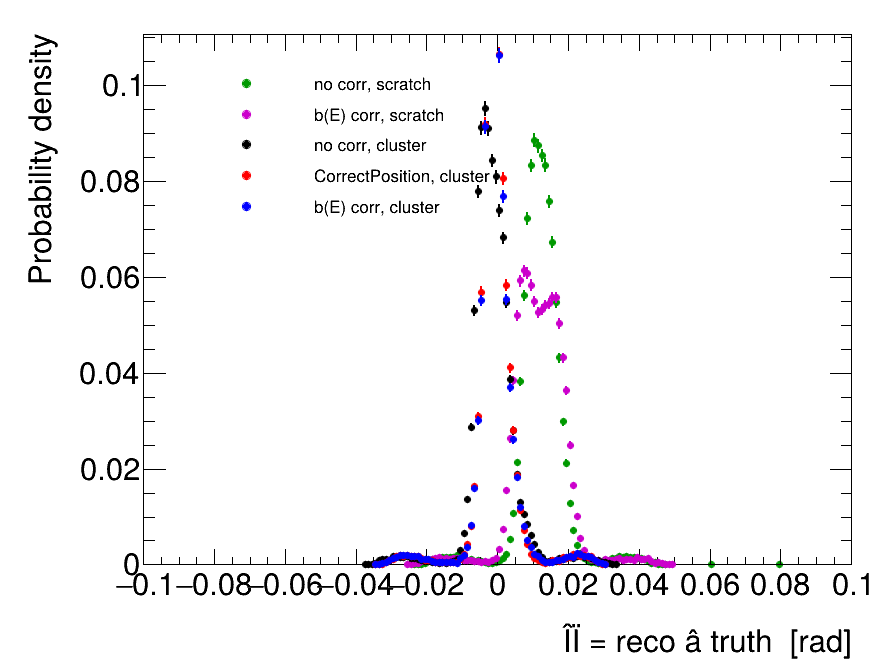 Probability density
0.1
0.08
0.06
0.04
0.02
0
no corr, scratch
b(E) corr, scratch
no corr, cluster
CorrectPosition, cluster
b(E) corr, cluster
−0.1 −0.08 −0.06 −0.04 −0.02 0 0.02 0.04 0.06 0.08 0.1
ÎÏ = reco â truth [rad]